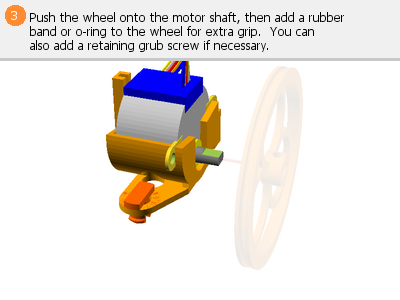 3 Push the wheel onto the motor shaft, then add a rubber
band or o-ring to the wheel for extra grip.  You can
also add a retaining grub screw if necessary.